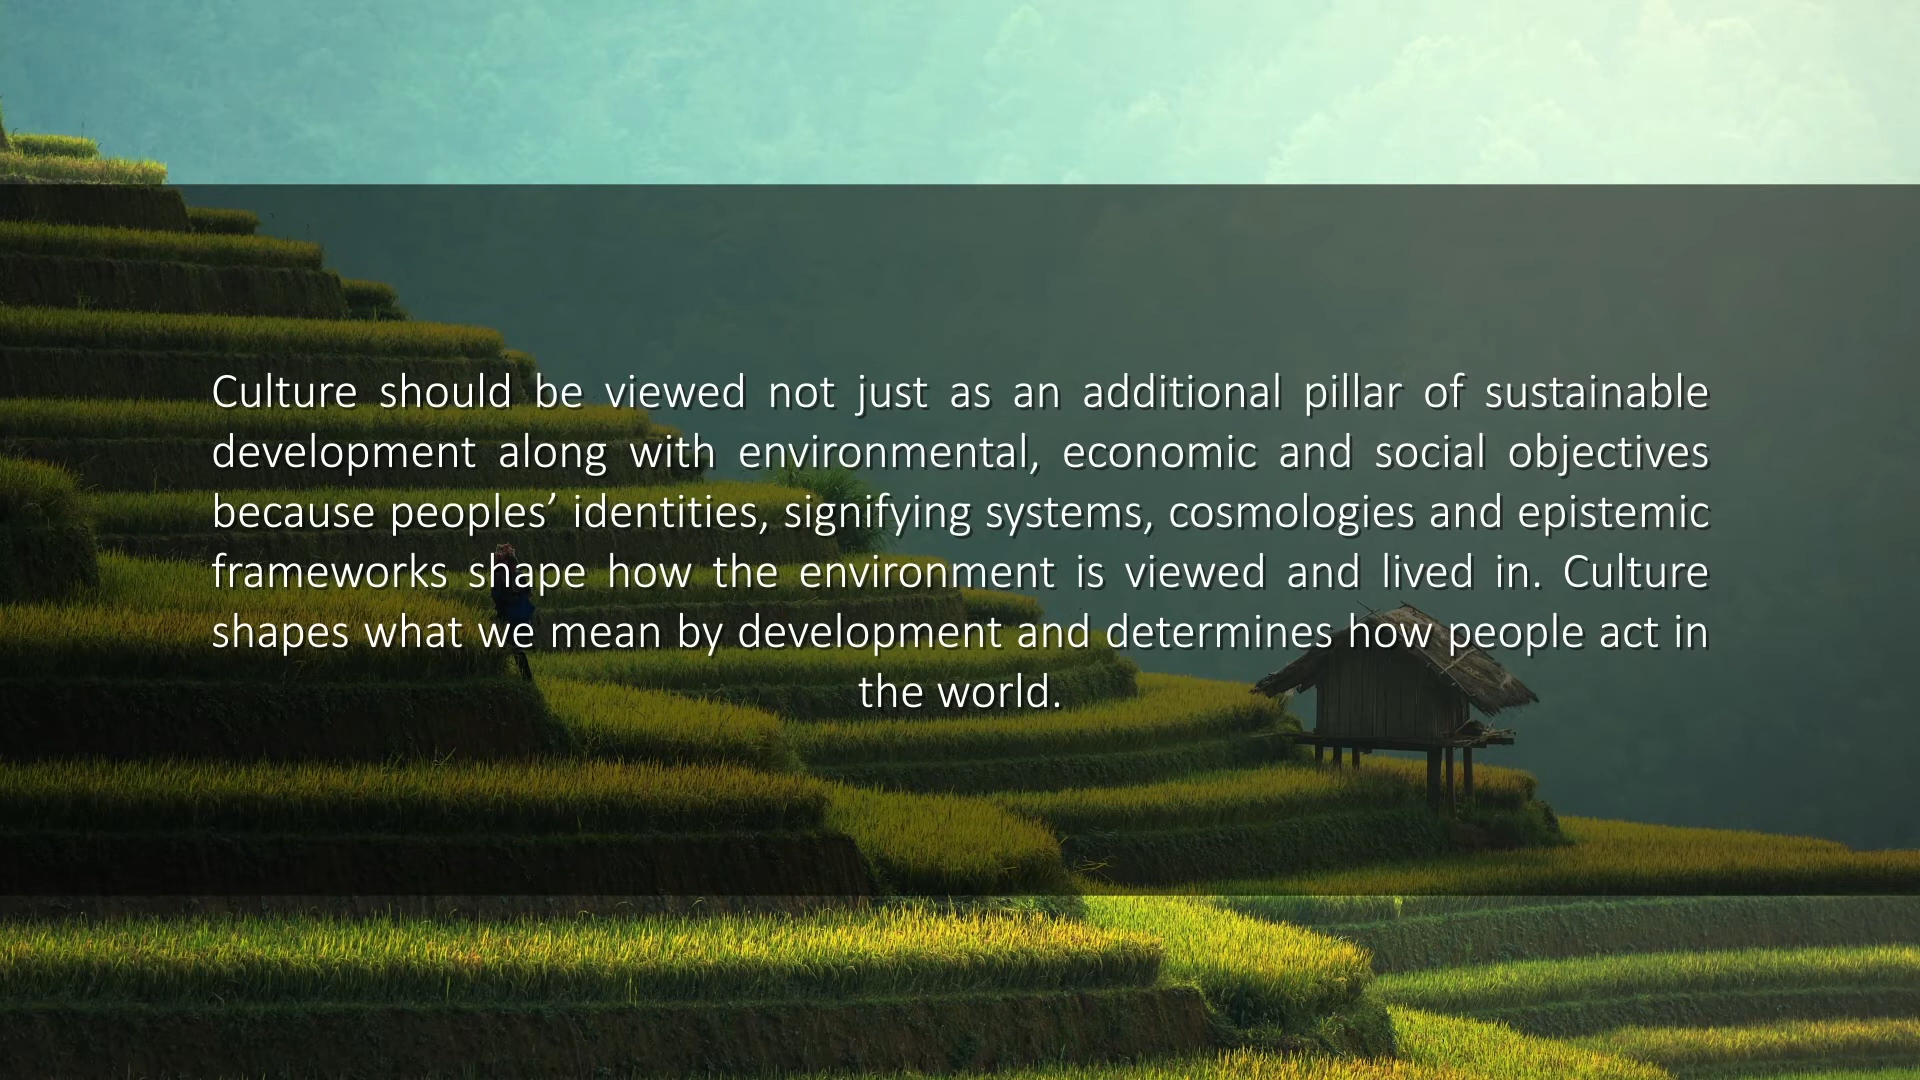 Culture should be viewed not just as an additional pillar of sustainable
development along with environmental, economic and social objectives
because peoples’ identities, signifying systems, cosmologies and epistemic
frameworks shape how the environment is viewed and lived in. Culture
shapes what we mean by development and determines how people act in
the world.